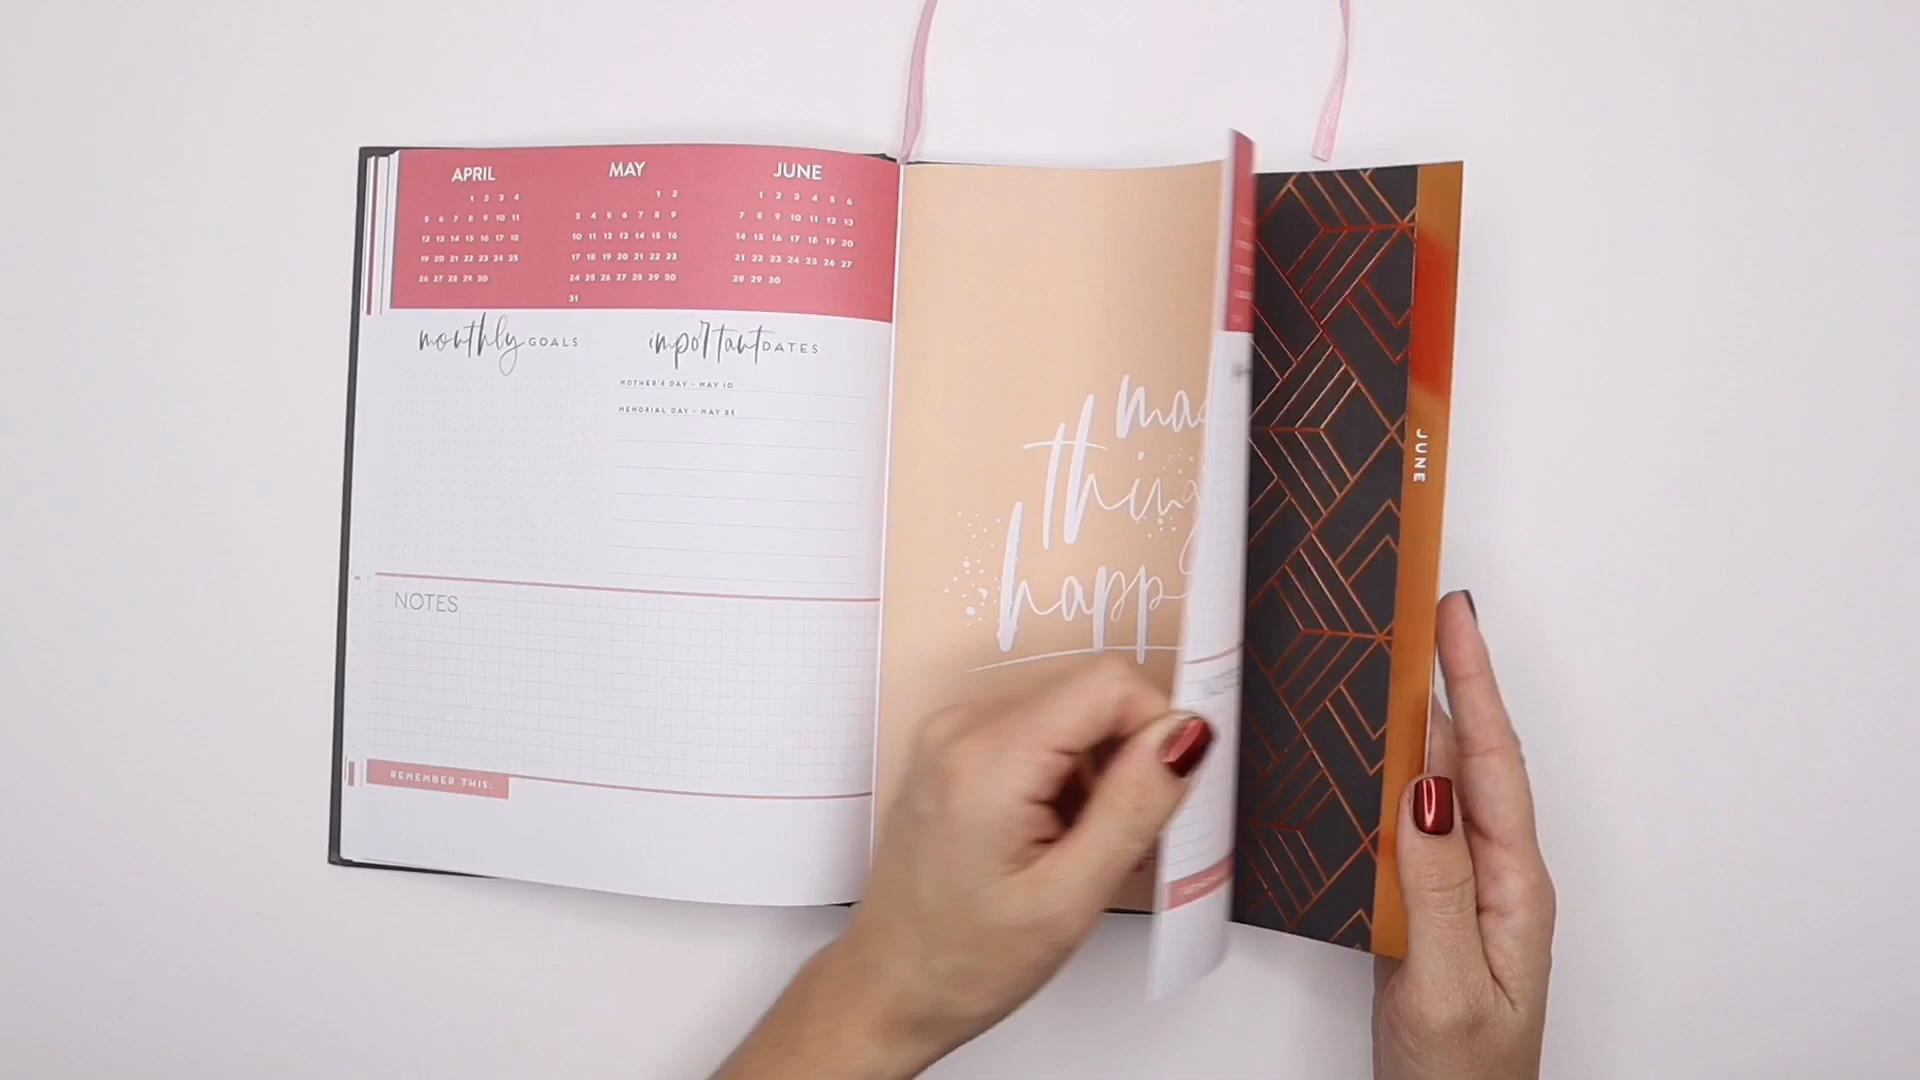 APRIL
1 2 3 4
5 6 7 8 9 10 11
12 13 14 15 16 17 18
19 20 21 22 23 24 25
26 27 28 29 30
MAY
1 2
3 4 5 6 7 8 9
10 11 12 13 14 15 16
17 18 19 20 21 22 23
24 25 26 27 28 29 30
31
JUNE
1 2 3 4 5 6
7 8 9 10 11 12 13
14 15 16 17 18 19 20
21 22 23 24 25 26 27
28 29 30
monthly GOALS
important DATES
MOTHER'S DAY - MAY 10
MEMORIAL DAY - MAY 25
NOTES
REMEMBER THIS:
ma
thing
happ
JUNE